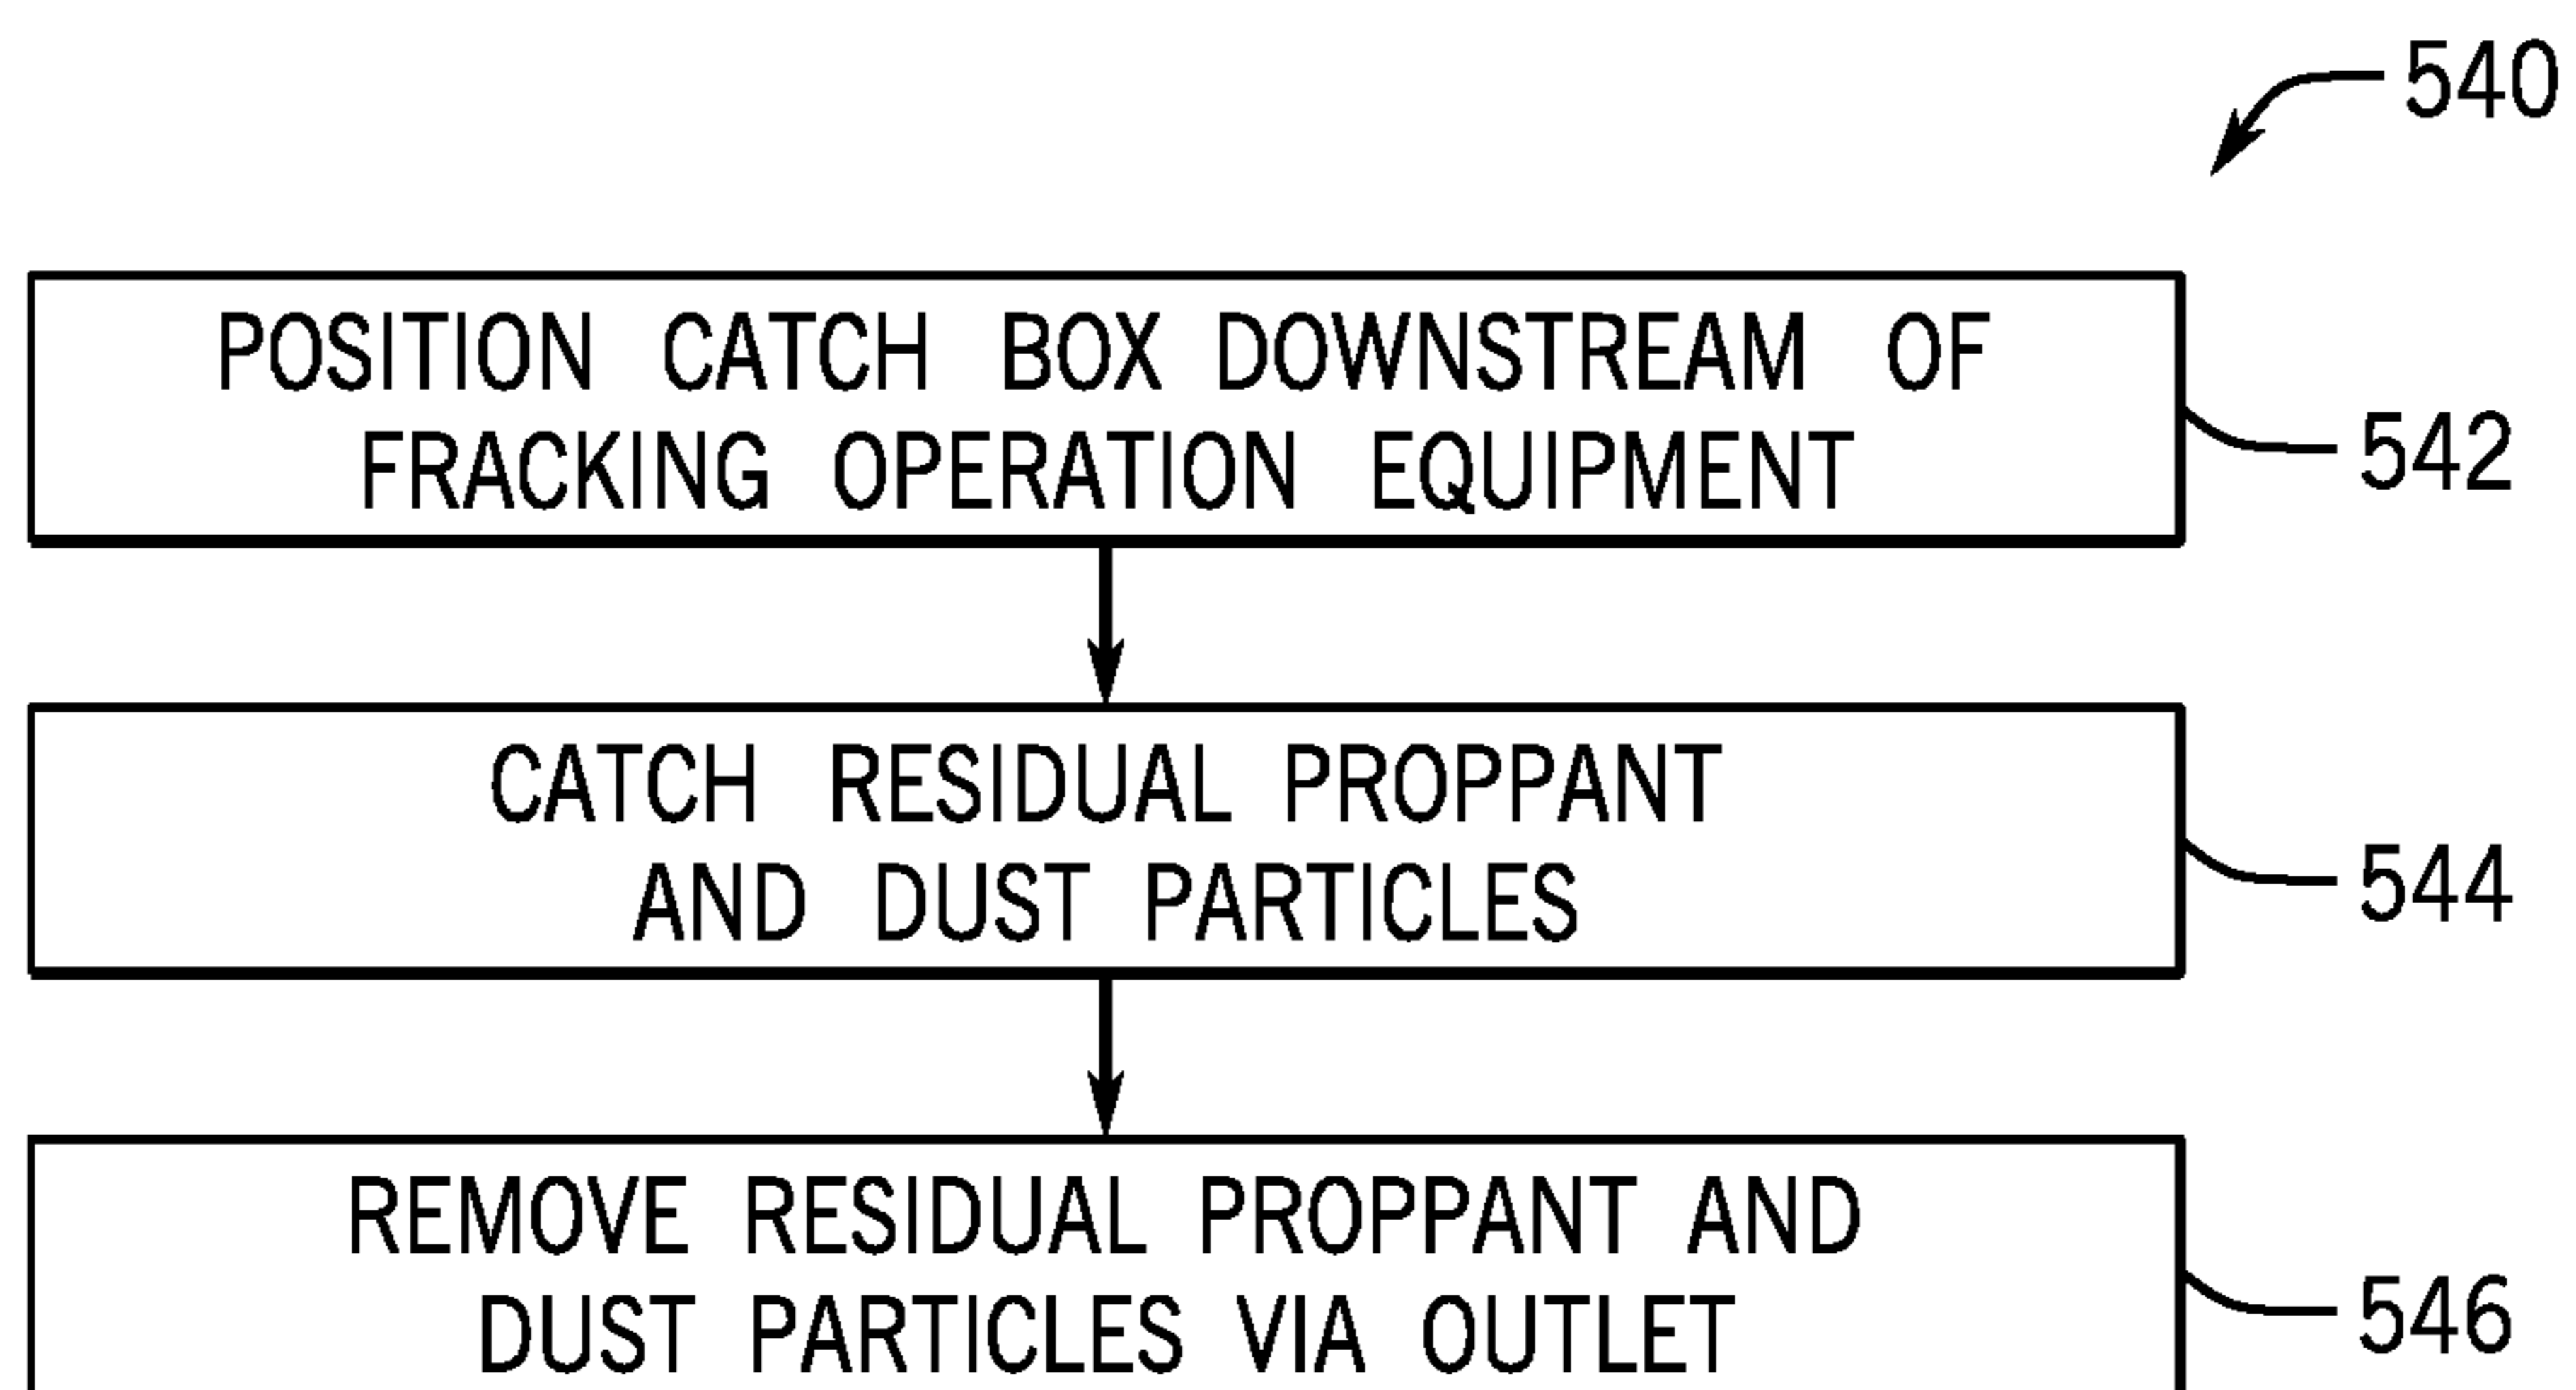 540
POSITION CATCH BOX DOWNSTREAM OF
FRACKING OPERATION EQUIPMENT
542
CATCH RESIDUAL PROPPANT
AND DUST PARTICLES
544
REMOVE RESIDUAL PROPPANT AND
DUST PARTICLES VIA OUTLET
546